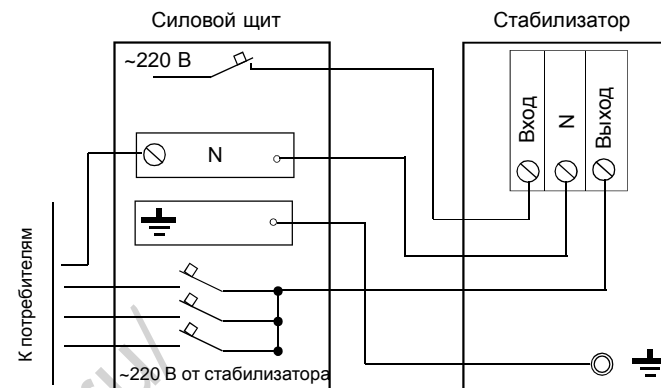 Силовой щит
Стабилизатор
~220 В
Вход
N
Выход
N
К потребителям
~220 В от стабилизатора